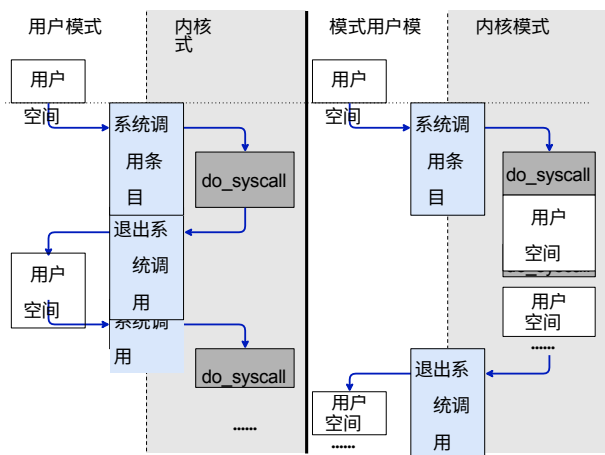 用户模式
内核
式
用户
空间
系统调
用条
目
do_syscall
退出系
统调
用
用户
空间
系统调
用
do_syscall
......
模式用户模
内核模式
用户
空间
系统调
用条
目
do_syscall
用户
空间
do_syscall
用户
空间
......
退出系
统调
用
用户
空间
......